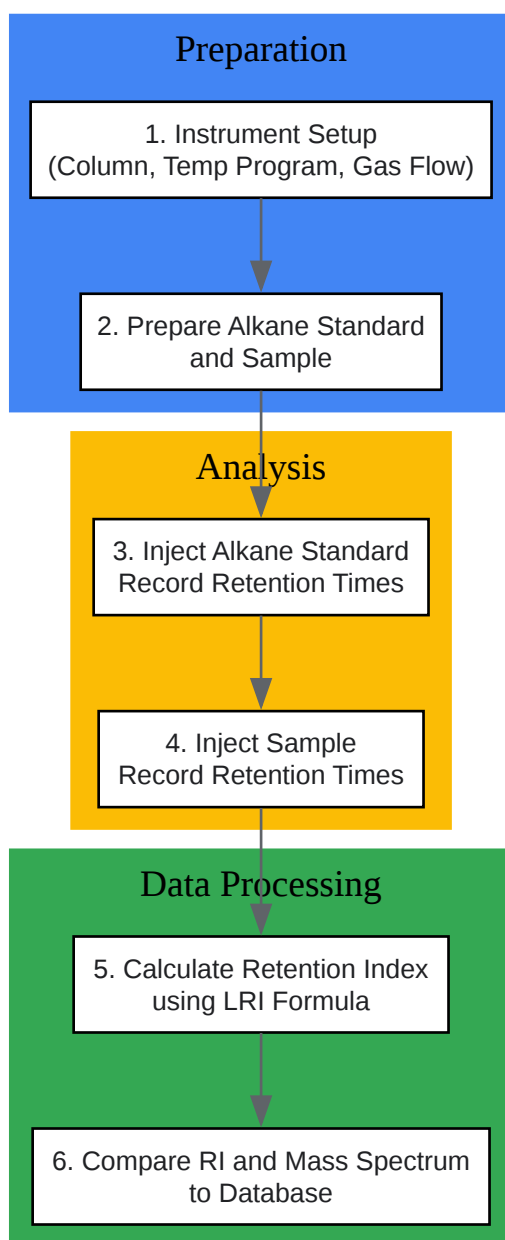 Preparation
1. Instrument Setup
(Column, Temp Program, Gas Flow)
2. Prepare Alkane Standard
and Sample
Analysis
3. Inject Alkane Standard
Record Retention Times
4. Inject Sample
Record Retention Times
Data Processing
5. Calculate Retention Index
using LRI Formula
6. Compare RI and Mass Spectrum
to Database